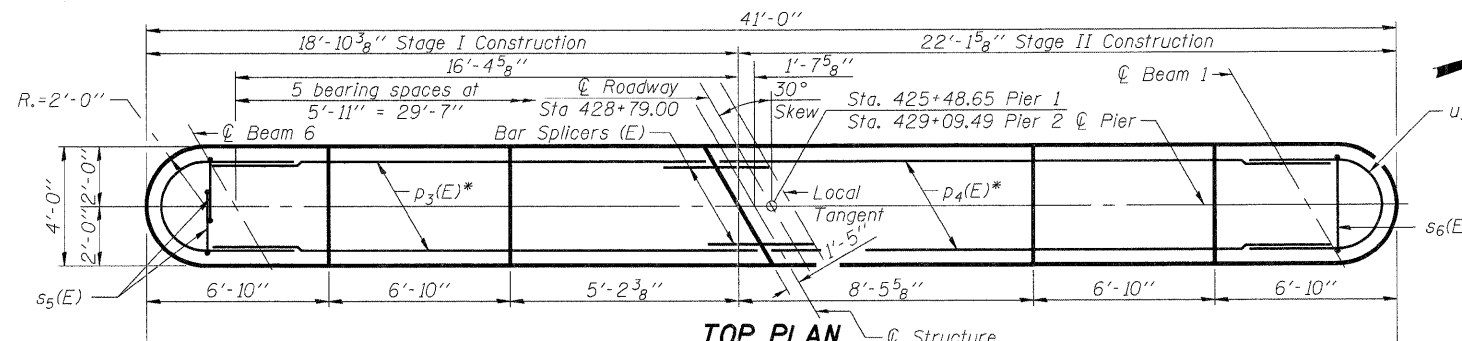 41'-0"
18'-10 3/8" Stage I Construction
22'-1 5/8" Stage II Construction
16'-4 5/8"
1'-7 5/8"
℄ Beam 1
R.=2'-0"
5 bearing spaces at
5'-11" = 29'-7"
℄ Roadway
Sta 428+79.00
30°
Skew
Sta. 425+48.65 Pier 1
Sta. 429+09.49 Pier 2
℄ Pier
℄ Beam 6
Bar Splicers (E)
4'-0"
2'-0"
2'-0"
p3(E)*
Local
Tangent
p4(E)*
1'-5"
s5(E)
s6(E
6'-10"
6'-10"
5'-2 3/8"
8'-5 5/8"
6'-10"
6'-10"
TOP PLAN
℄ Structure